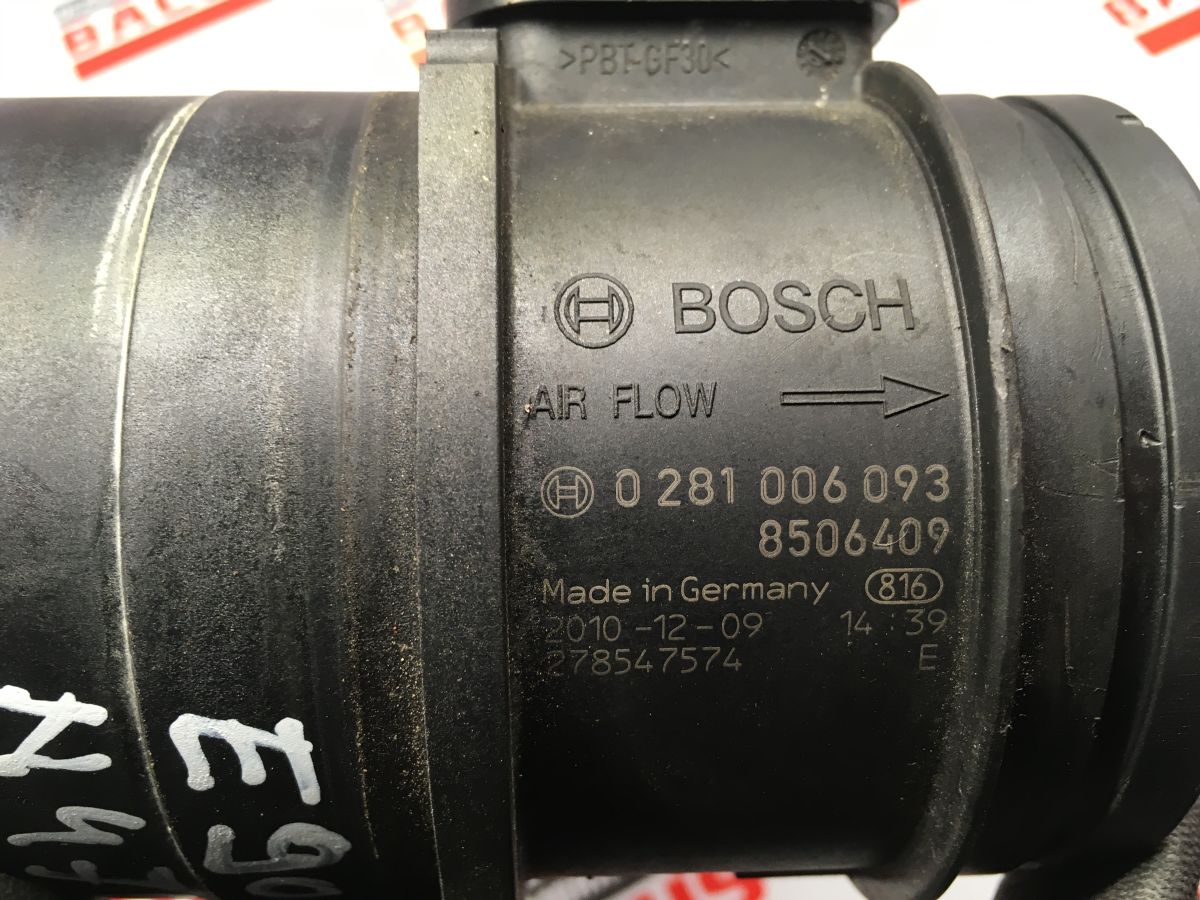 >PBT-GF30<
BOSCH
AIR FLOW
0 281 006 093
8506409
Made in Germany 816
2010-12-09 14:39
278547574 E
E90